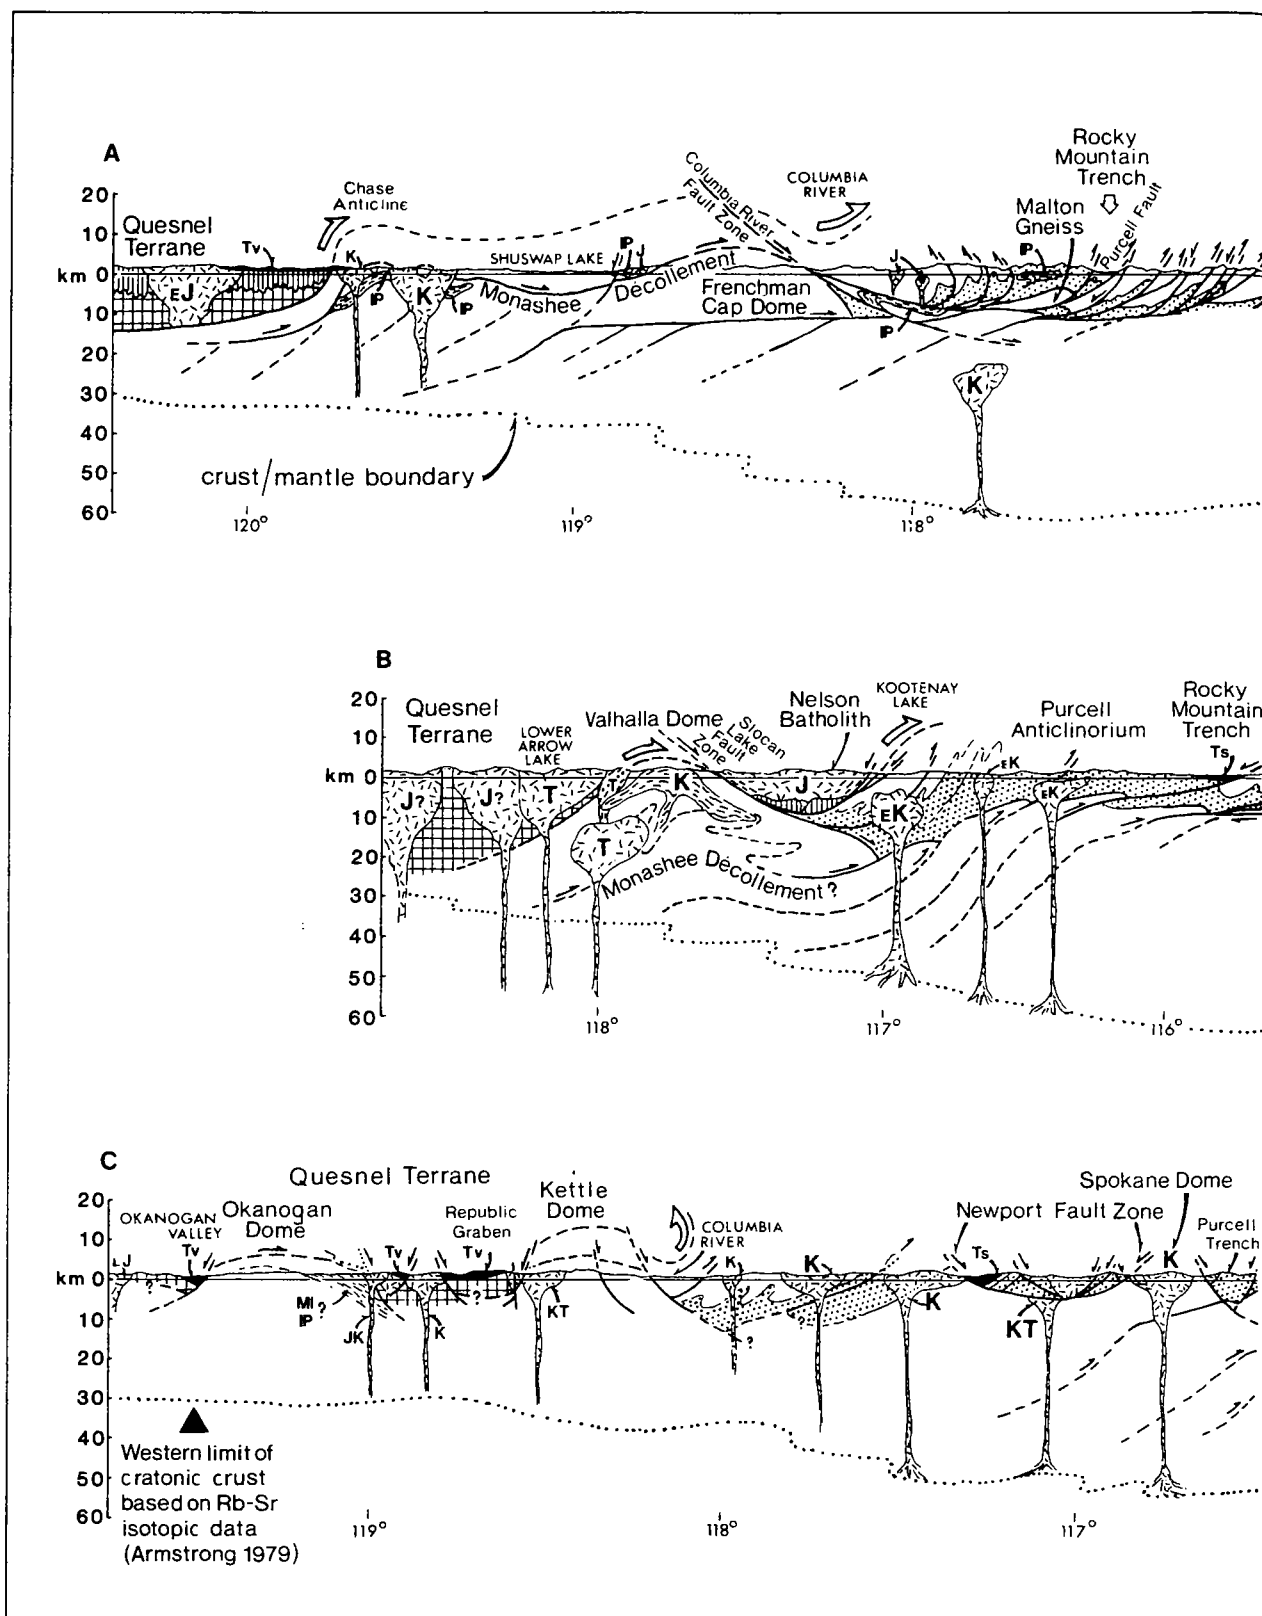 A
Rocky
Mountain
Trench
Chase
Anticline
Columbia River
Fault Zone
COLUMBIA
RIVER
Malton
Gneiss
Purcell Fault
Quesnel
Terrane
Tv
K
SHUSWAP LAKE
IP
J
J
IP
20
10
km 0
10
20
30
40
50
60
EJ
IP
K
IP
Monashee Décollement
Frenchman
Cap Dome
IP
K
crust/mantle boundary
120°
119°
118°
B
Quesnel
Terrane
LOWER
ARROW
LAKE
Valhalla Dome
Slocan
Lake
Fault
Zone
Nelson
Batholith
KOOTENAY
LAKE
Purcell
Anticlinorium
Rocky
Mountain
Trench
Ts
20
10
km 0
10
20
30
40
50
60
J?
J?
T
T
K
J
EK
EK
EK
T
Monashee Décollement?
118°
117°
116°
C
Quesnel Terrane
OKANOGAN
VALLEY
Okanogan
Dome
Republic
Graben
Kettle
Dome
COLUMBIA
RIVER
Newport Fault Zone
Spokane Dome
Purcell
Trench
20
10
km 0
10
20
30
40
50
60
LJ
?
Tv
Tv
Tv
K
K
Ts
K
MI
IP ?
JK
K
?
KT
?
?
K
KT
Western limit of
cratonic crust
based on Rb-Sr
isotopic data
(Armstrong 1979)
119°
118°
117°